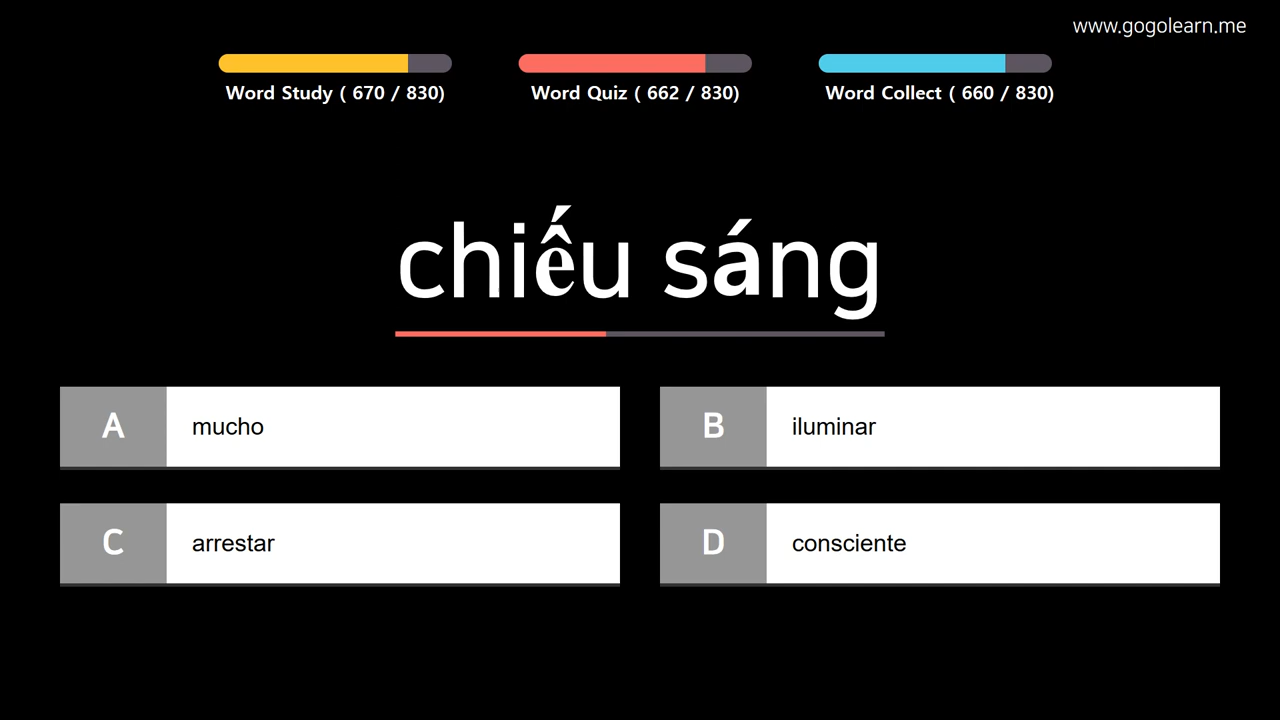 www.gogolearn.me
Word Study ( 670 / 830)
Word Quiz ( 662 / 830)
Word Collect ( 660 / 830)
chiếu sáng
A mucho
B iluminar
C arrestar
D consciente